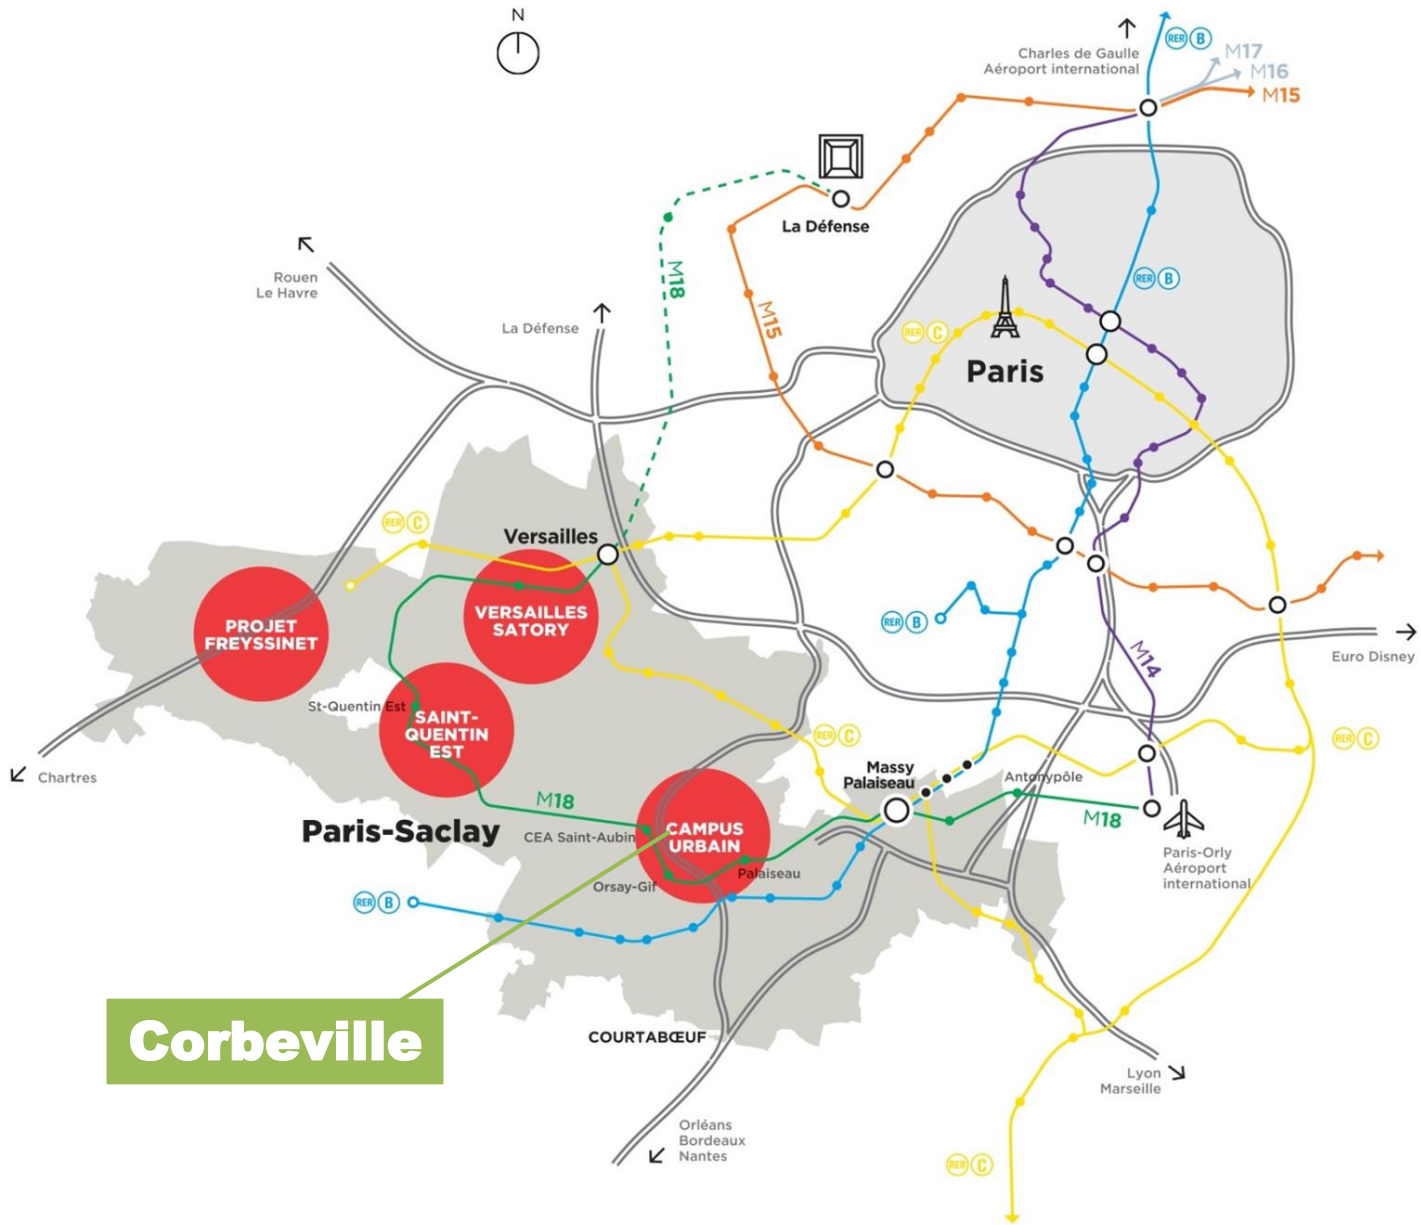 N
Charles de Gaulle
Aéroport international
RER B
M17
M16
M15
La Défense
Rouen
Le Havre
M18
M15
La Défense
RER B
RER C
Paris
RER C
Versailles
VERSAILLES
SATORY
PROJET
FREYSSINET
RER B
Euro Disney
M14
St-Quentin Est
SAINT-
QUENTIN
EST
RER C
RER C
Chartres
Massy
Palaiseau
Antonypôle
M18
M18
Paris-Saclay
CEA Saint-Aubin
CAMPUS
URBAIN
Paris-Orly
Aéroport
international
Orsay-Gif
Palaiseau
RER B
Corbeville
COURTABŒUF
Lyon
Marseille
Orléans
Bordeaux
Nantes
RER C